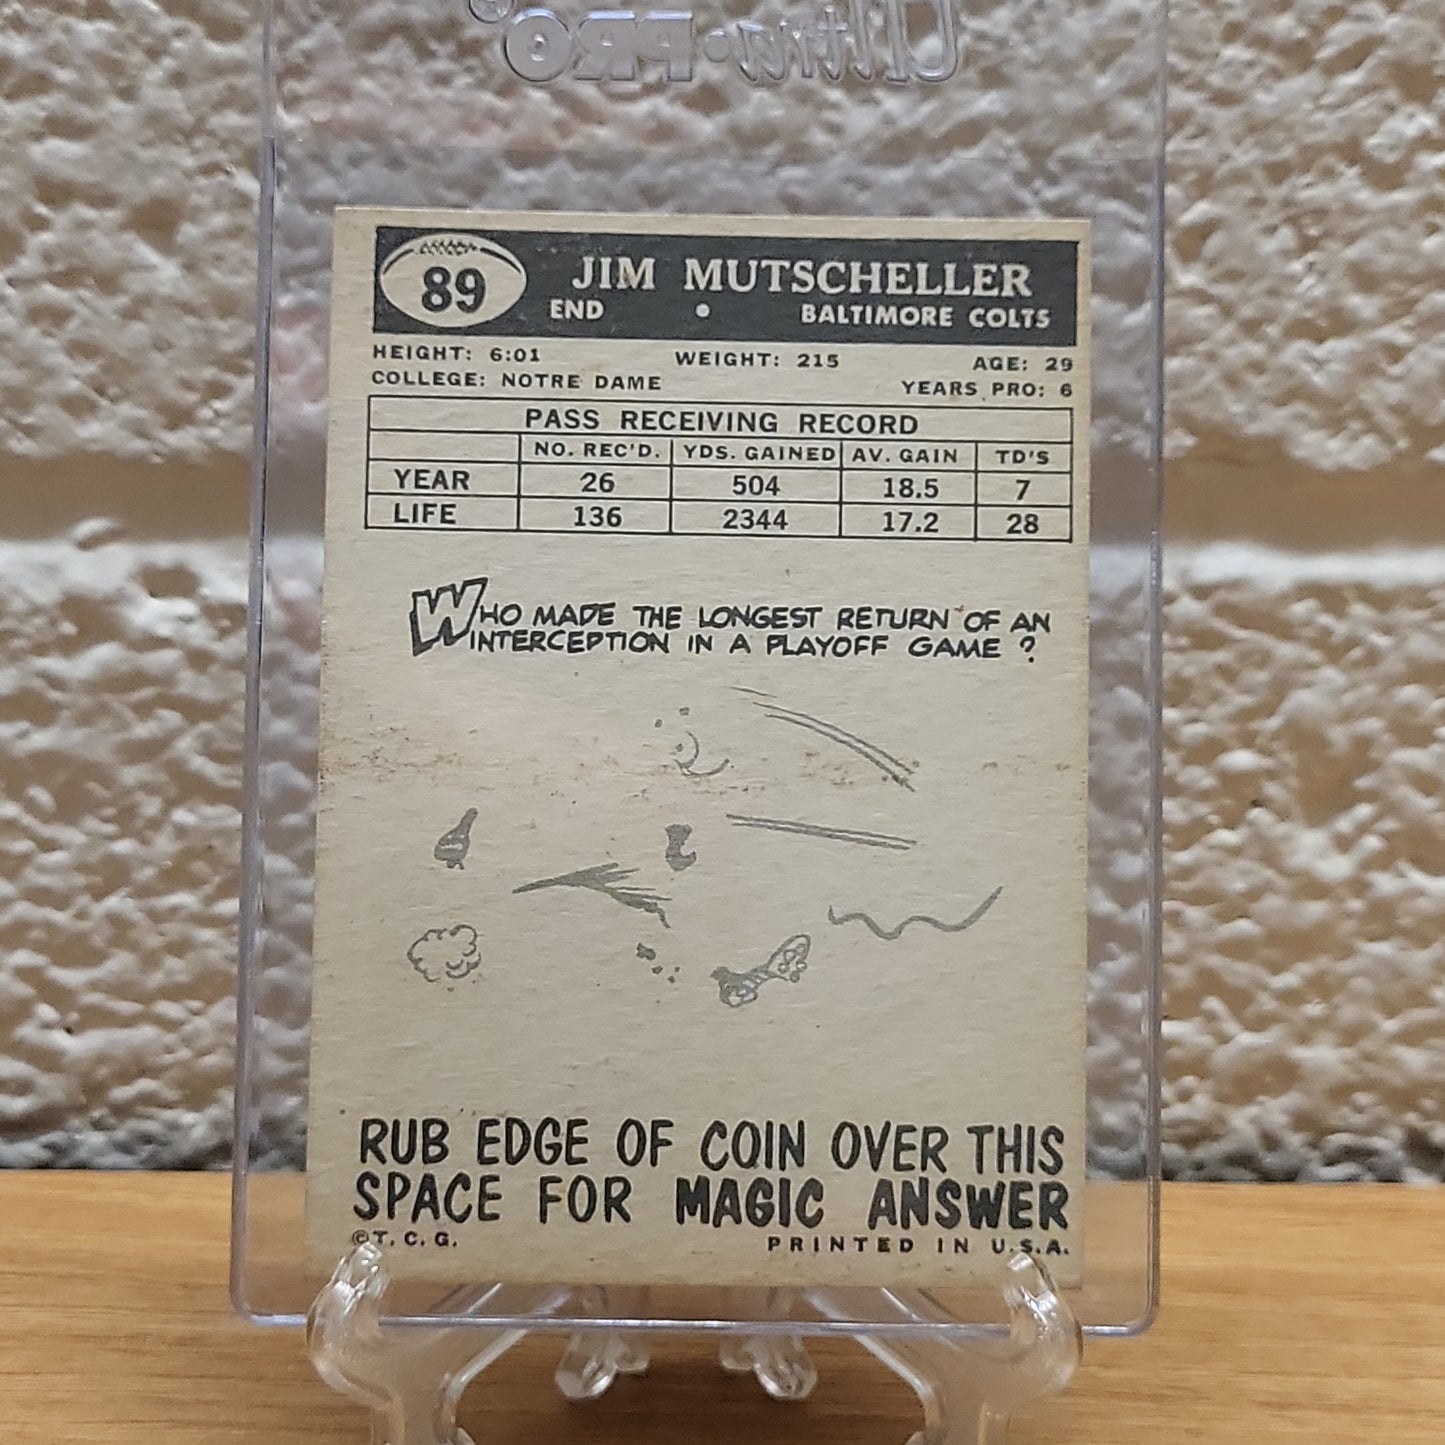 Ultra·PRO
89
JIM MUTSCHELLER
END • BALTIMORE COLTS
HEIGHT: 6:01 WEIGHT: 215 AGE: 29
COLLEGE: NOTRE DAME YEARS PRO: 6
PASS RECEIVING RECORD
NO. REC'D. YDS. GAINED AV. GAIN TD'S
YEAR 26 504 18.5 7
LIFE 136 2344 17.2 28
WHO MADE THE LONGEST RETURN OF AN
INTERCEPTION IN A PLAYOFF GAME ?
RUB EDGE OF COIN OVER THIS
SPACE FOR MAGIC ANSWER
©T. C. G. PRINTED IN U.S.A.